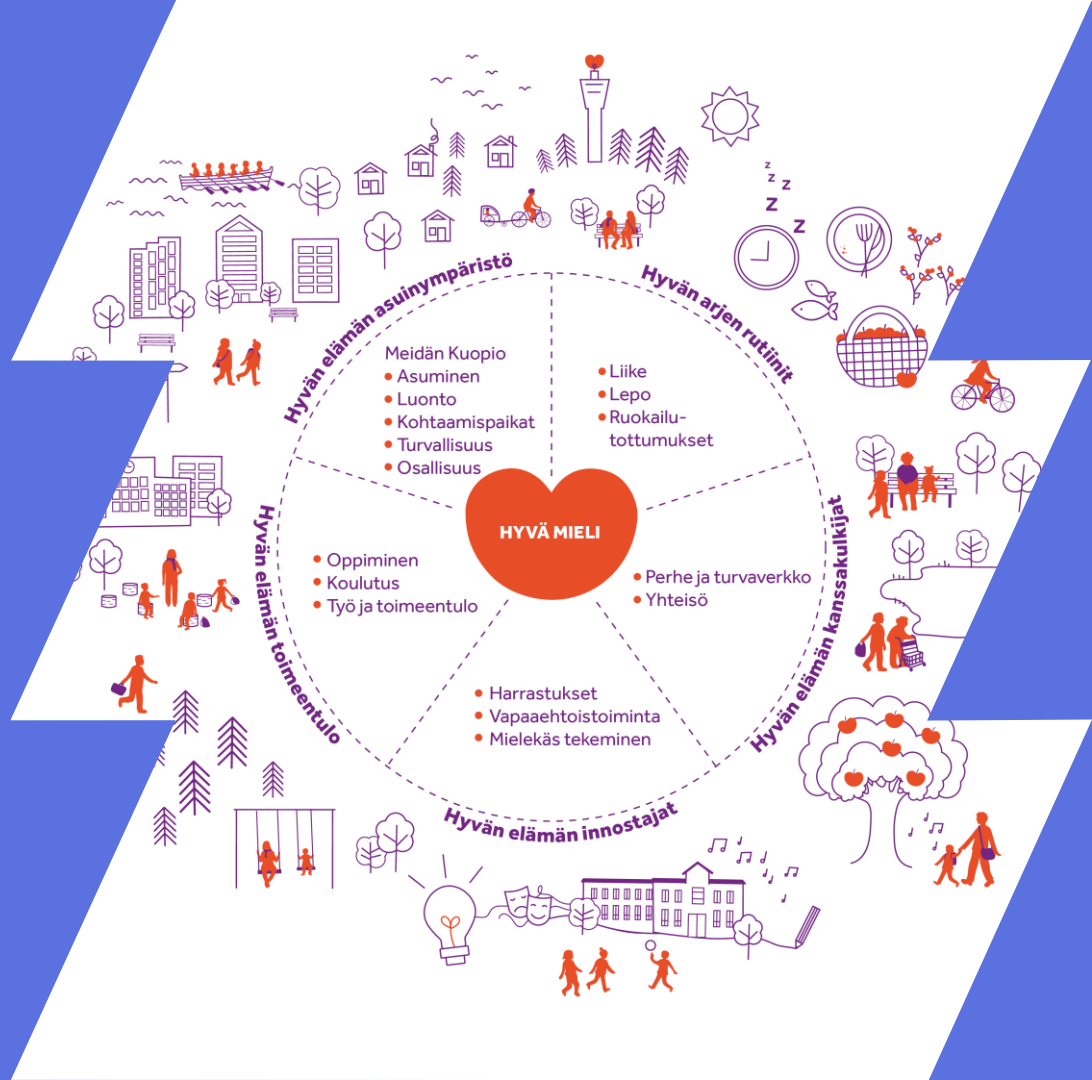 z
z
z
z
z
Hyvän elämän asuinympäristö
Meidän Kuopio
Asuminen
Luonto
Kohtaamispaikat
Turvallisuus
Osallisuus
Hyvän arjen rutiinit
Liike
Lepo
Ruokailu-
tottumukset
HYVÄ MIELI
Hyvän elämän toimeentulo
Oppiminen
Koulutus
Työ ja toimeentulo
Hyvän elämän kanssakulkijat
Perhe ja turvaverkko
Yhteisö
Harrastukset
Vapaaehtoistoiminta
Mielekäs tekeminen
Hyvän elämän innostajat